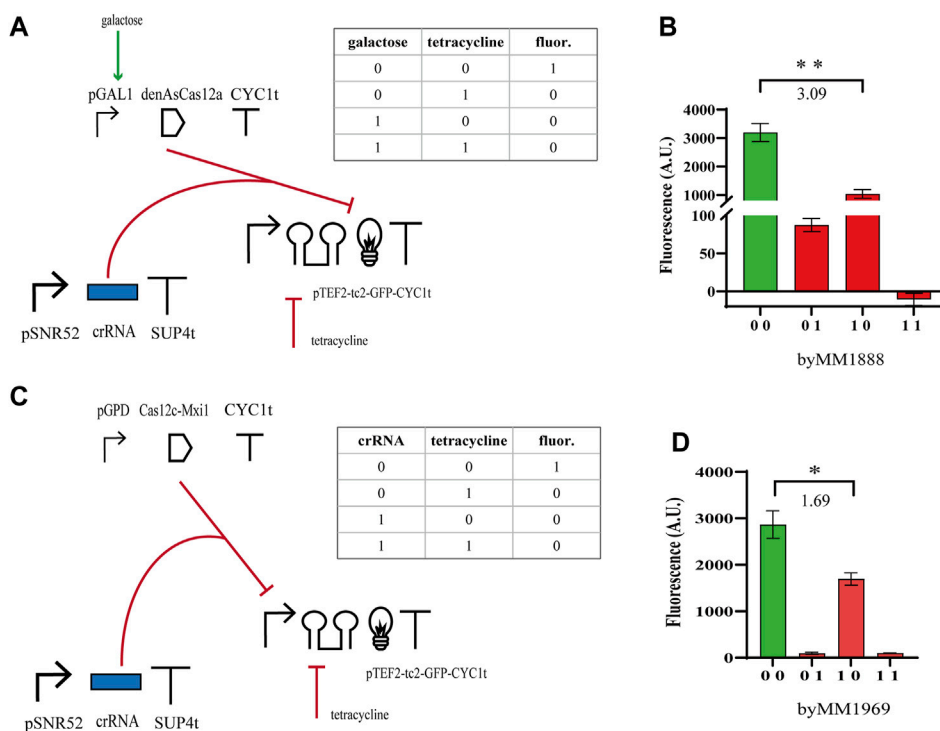 A
galactose
pGAL1 denAsCas12a CYC1t
galactose tetracycline fluor.
0 0 1
0 1 0
1 0 0
1 1 0
pTEF2-tc2-GFP-CYC1t
tetracycline
pSNR52 crRNA SUP4t
B
* *
3.09
Fluorescence (A.U.)
4000
3000
2000
1000
100
50
0
0 0 0 1 1 0 1 1
byMM1888
C
pGPD Cas12c-Mxi1 CYC1t
crRNA tetracycline fluor.
0 0 1
0 1 0
1 0 0
1 1 0
pTEF2-tc2-GFP-CYC1t
tetracycline
pSNR52 crRNA SUP4t
D
*
1.69
Fluorescence (A.U.)
4000
3000
2000
1000
0
0 0 0 1 1 0 1 1
byMM1969